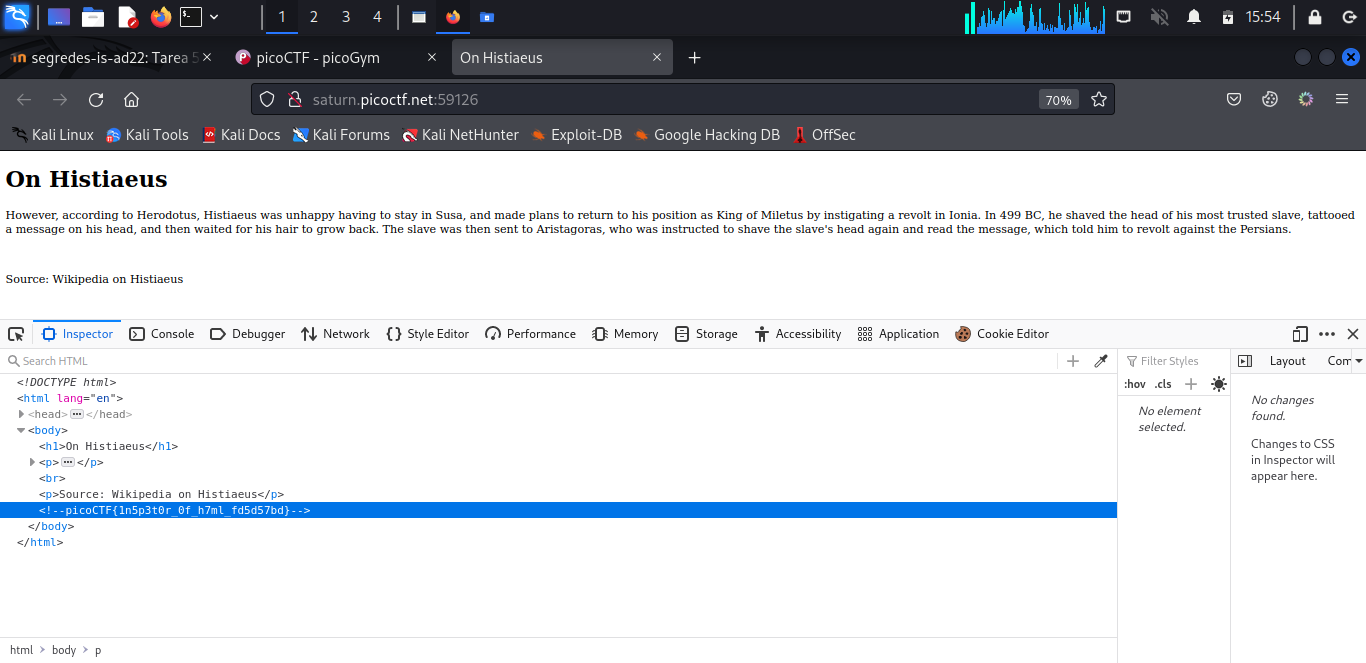 1 2 3 4 15:54
segredes-is-ad22: Tarea 5 picoCTF - picoGym On Histiaeus
saturn.picoctf.net:59126 70%
Kali Linux Kali Tools Kali Docs Kali Forums Kali NetHunter Exploit-DB Google Hacking DB OffSec
On Histiaeus
However, according to Herodotus, Histiaeus was unhappy having to stay in Susa, and made plans to return to his position as King of Miletus by instigating a revolt in Ionia. In 499 BC, he shaved the head of his most trusted slave, tattooed
a message on his head, and then waited for his hair to grow back. The slave was then sent to Aristagoras, who was instructed to shave the slave's head again and read the message, which told him to revolt against the Persians.
Source: Wikipedia on Histiaeus
Inspector Console Debugger Network Style Editor Performance Memory Storage Accessibility Application Cookie Editor
Search HTML
Filter Styles
Layout Com
:hov .cls
<!DOCTYPE html>
<html lang="en">
<head>…</head>
<body>
<h1>On Histiaeus</h1>
<p>…</p>
<br>
<p>Source: Wikipedia on Histiaeus</p>
<!--picoCTF{1n5p3t0r_0f_h7ml_fd5d57bd}-->
</body>
</html>
No element
selected.
No changes
found.
Changes to CSS
in Inspector will
appear here.
html > body > p